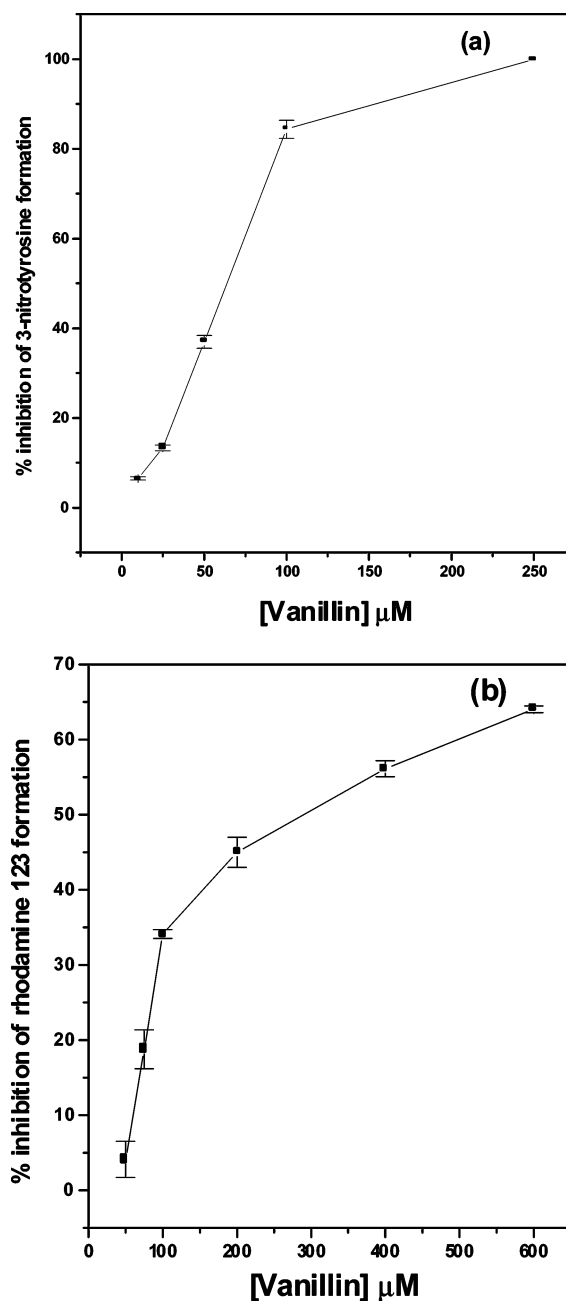 (a)
% inhibition of 3-nitrotyrosine formation
100
80
60
40
20
0
0 50 100 150 200 250
[Vanillin] μM
(b)
% inhibition of rhodamine 123 formation
70
60
50
40
30
20
10
0
0 100 200 300 400 500 600
[Vanillin] μM